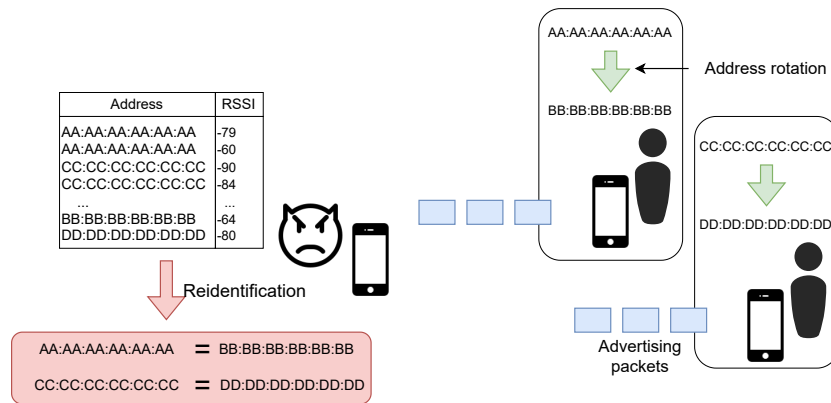 AA:AA:AA:AA:AA:AA
Address rotation
BB:BB:BB:BB:BB:BB
CC:CC:CC:CC:CC:CC
DD:DD:DD:DD:DD:DD
Address RSSI
AA:AA:AA:AA:AA:AA -79
AA:AA:AA:AA:AA:AA -60
CC:CC:CC:CC:CC:CC -90
CC:CC:CC:CC:CC:CC -84
... ...
BB:BB:BB:BB:BB:BB -64
DD:DD:DD:DD:DD:DD -80
Reidentification
AA:AA:AA:AA:AA:AA = BB:BB:BB:BB:BB:BB
CC:CC:CC:CC:CC:CC = DD:DD:DD:DD:DD:DD
Advertising
packets